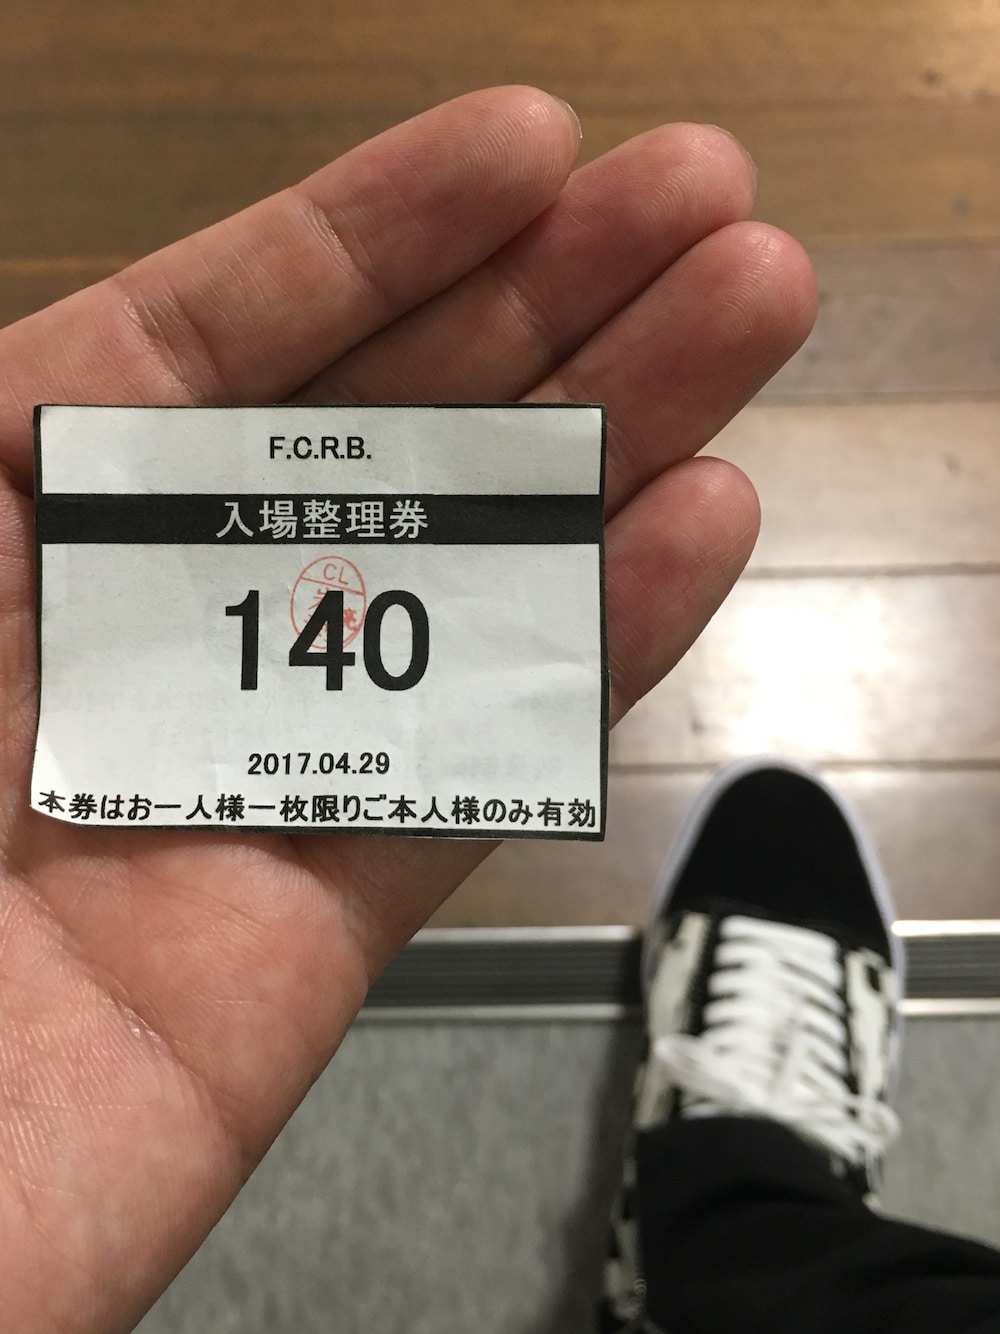 F.C.R.B.
入場整理券
CL
140
2017.04.29
本券はお一人様一枚限りご本人様のみ有効